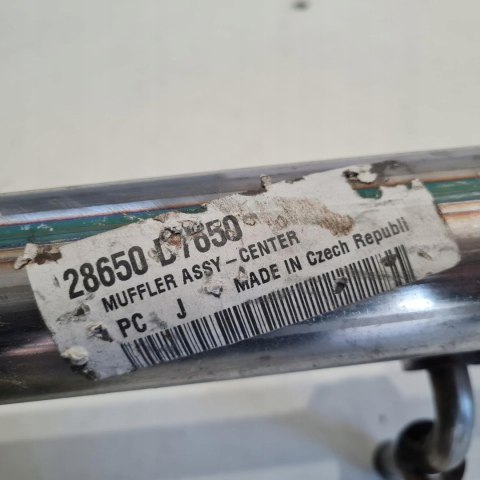 28650 D7650
MUFFLER ASSY-CENTER
PC J MADE IN Czech Republi